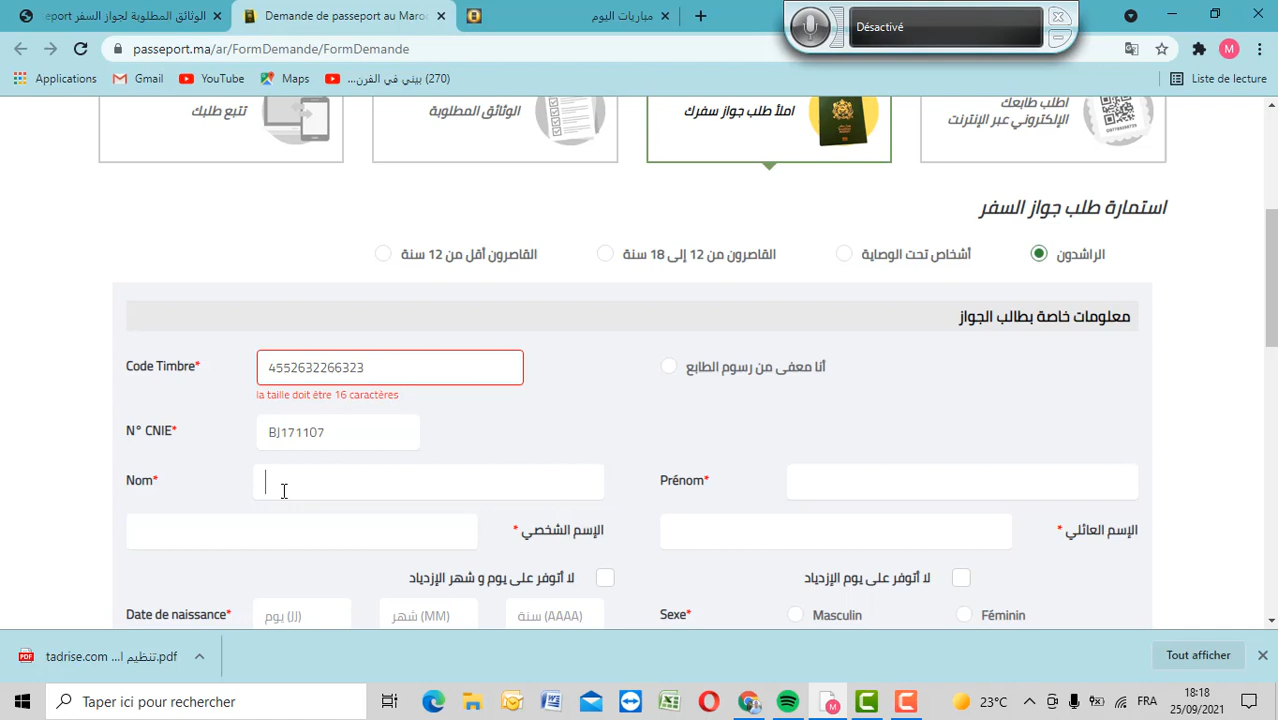 الوثائق المطلوبة لجواز السفر
Demande de passeport au Maroc
مباريات اليوم
Désactivé
passeport.ma/ar/FormDemande/FormDemande
M
Applications
Gmail
YouTube
Maps
(270) بيني في الفرن...
Liste de lecture
اطلب طابعك الإلكتروني عبر الإنترنت
املأ طلب جواز سفرك
الوثائق المطلوبة
تتبع طلبك
استمارة طلب جواز السفر
الراشدون
أشخاص تحت الوصاية
القاصرون من 12 إلى 18 سنة
القاصرون أقل من 12 سنة
معلومات خاصة بطالب الجواز
Code Timbre*
4552632266323
أنا معفى من رسوم الطابع
la taille doit être 16 caractères
N° CNIE*
BJ171107
Nom*
Prénom*
الإسم العائلي *
الإسم الشخصي *
لا أتوفر على يوم الإزدياد
لا أتوفر على يوم و شهر الإزدياد
Date de naissance*
يوم (JJ)
شهر (MM)
سنة (AAAA)
Sexe*
Masculin
Féminin
PDF
tadrise.com ... تنظيم ا.pdf
Tout afficher
Taper ici pour rechercher
M
23°C
FRA
18:18
25/09/2021